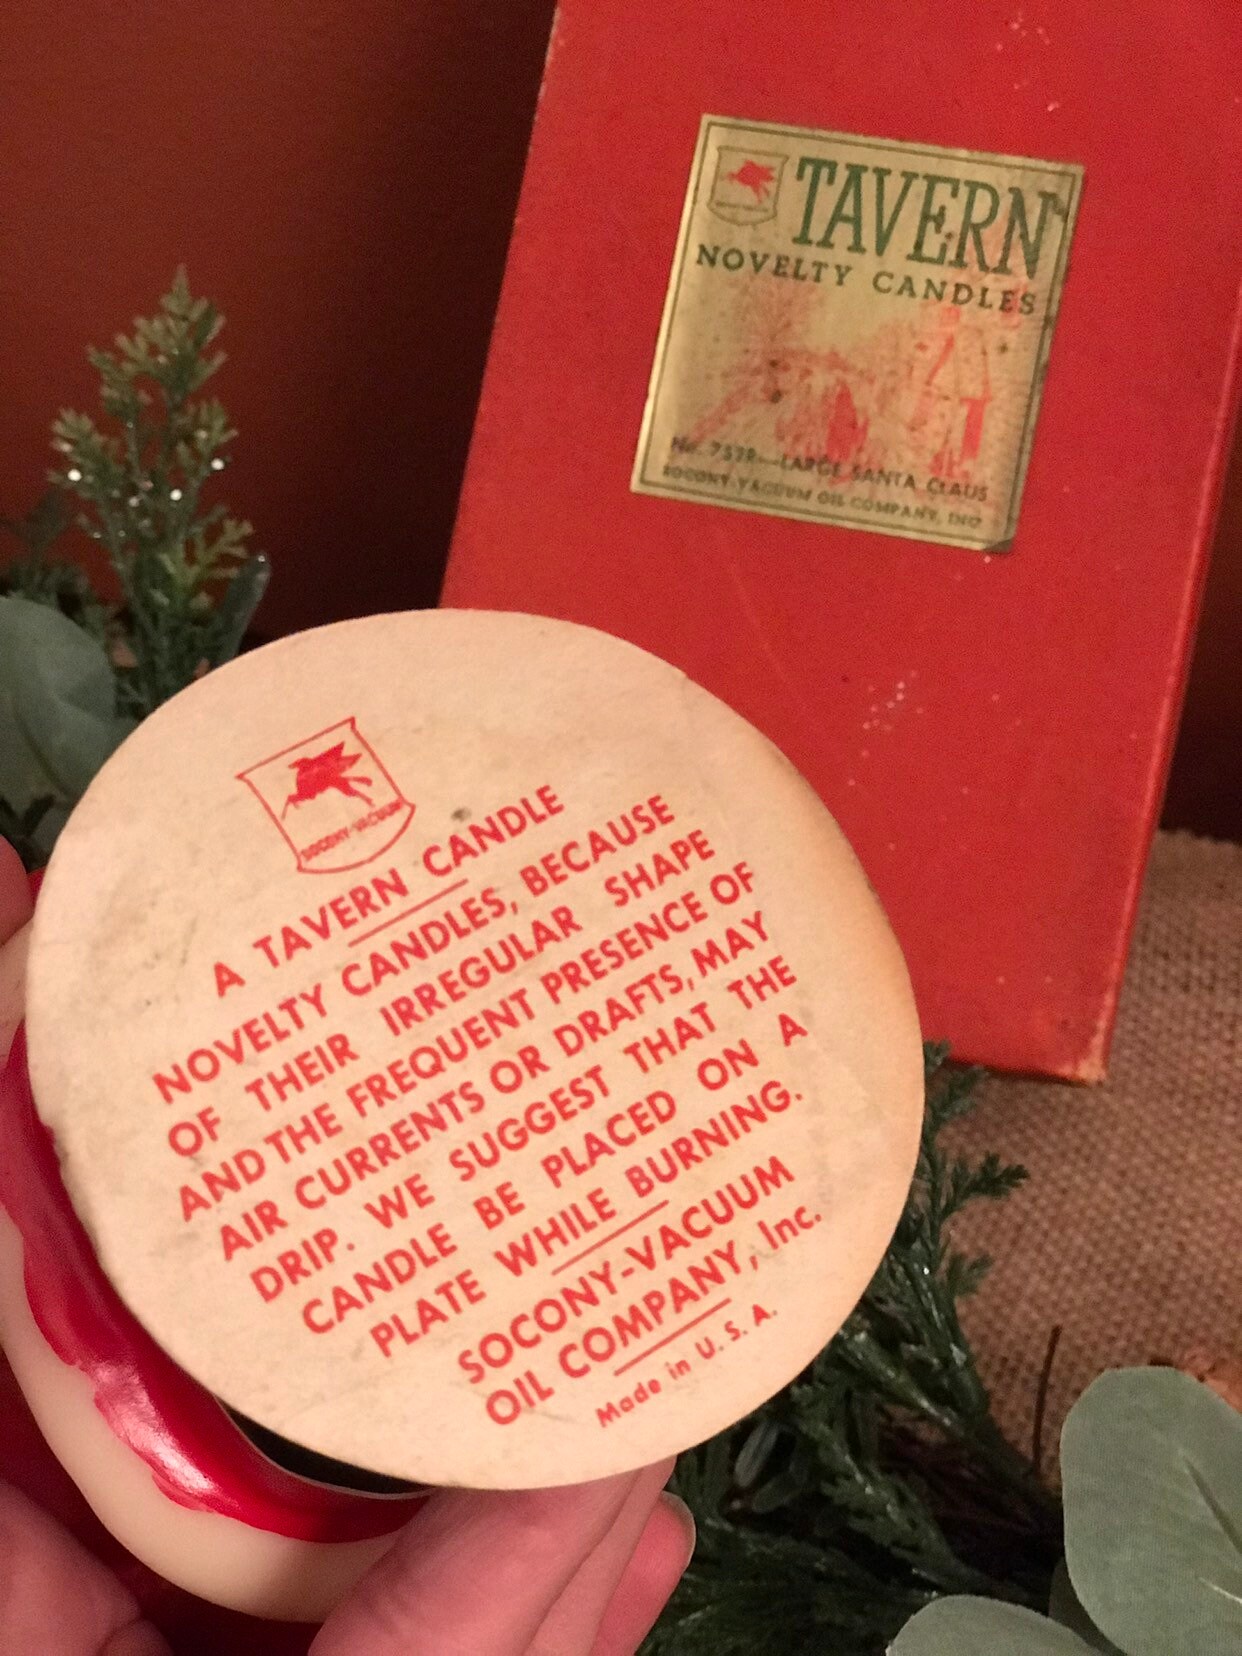 TAVERN
NOVELTY CANDLES
LARGE SANTA CLAUS
SOCONY-VACUUM OIL COMPANY, INC
SOCONY-VACUUM
A TAVERN CANDLE
NOVELTY CANDLES, BECAUSE
OF THEIR IRREGULAR SHAPE
AND THE FREQUENT PRESENCE OF
AIR CURRENTS OR DRAFTS, MAY
DRIP. WE SUGGEST THAT THE
CANDLE BE PLACED ON A
PLATE WHILE BURNING.
SOCONY-VACUUM
OIL COMPANY, Inc.
Made in U. S. A.